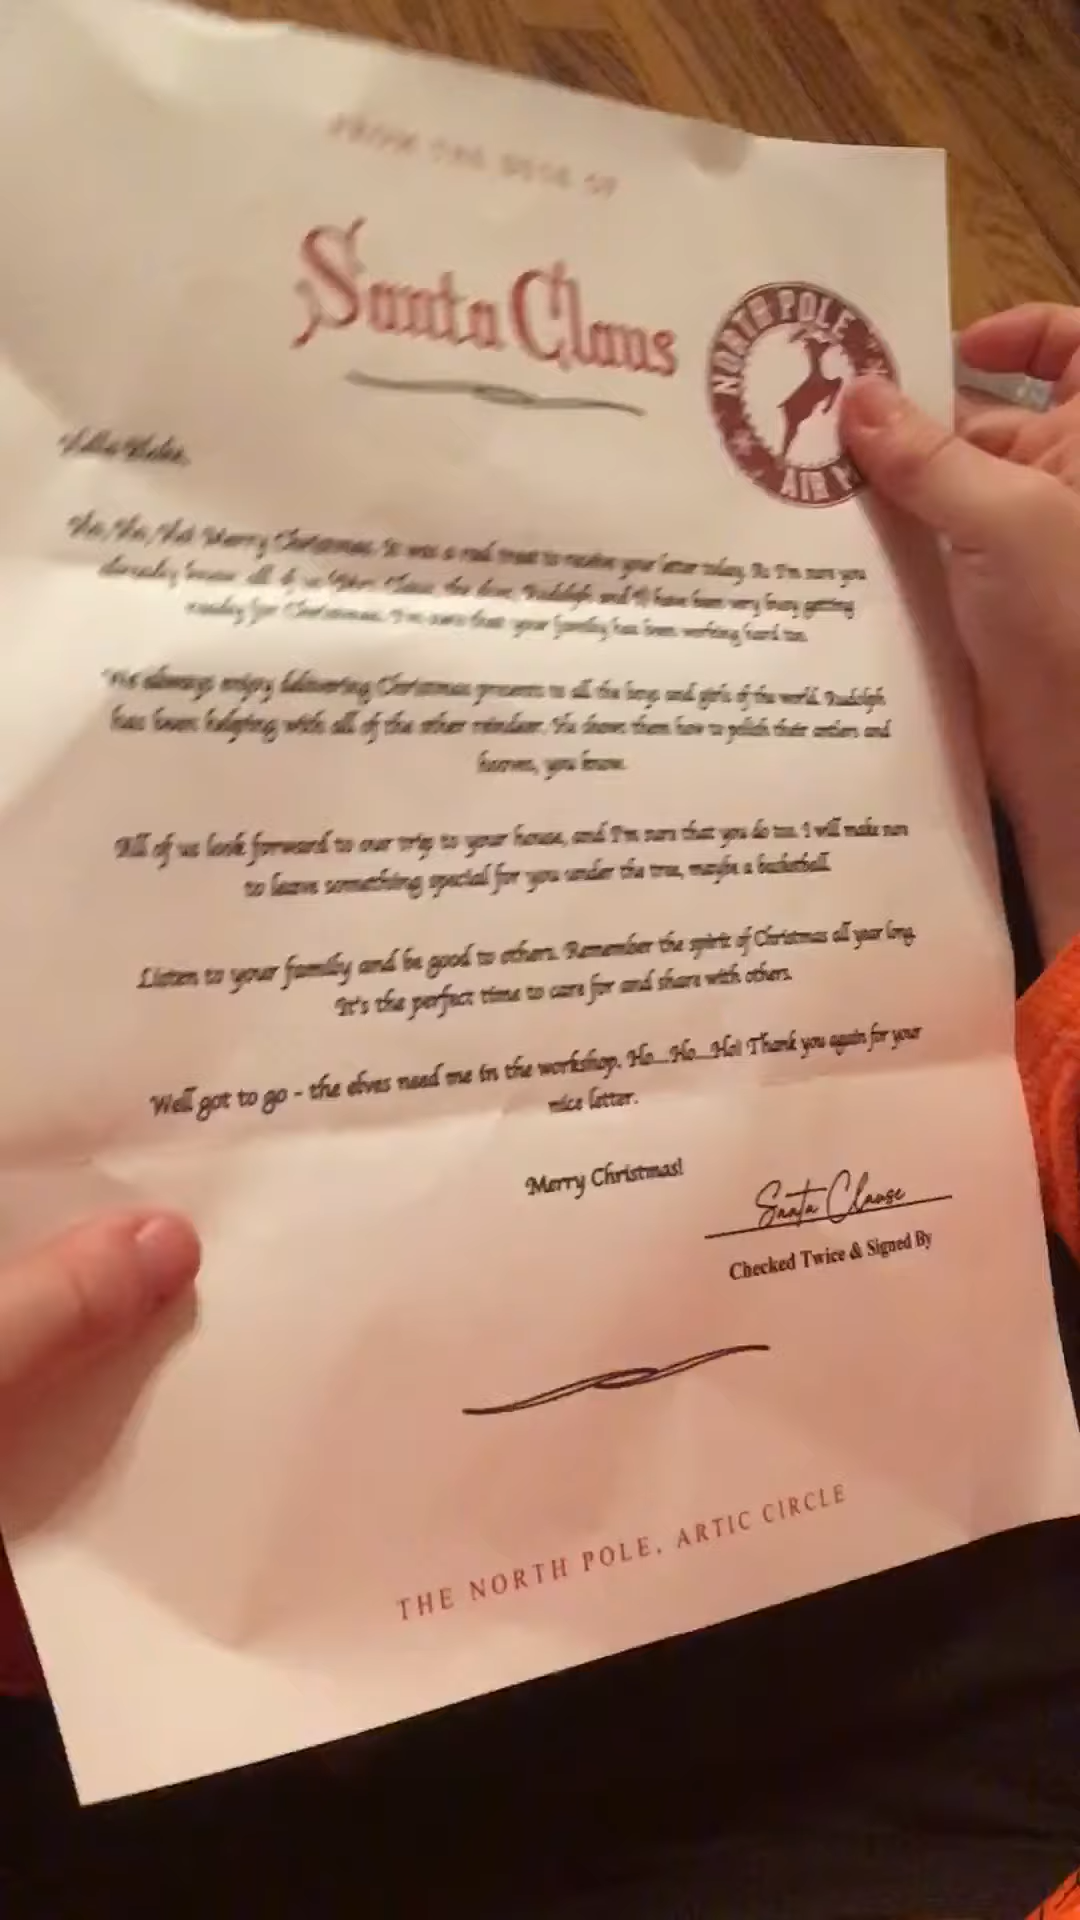 FROM THE DESK OF
Santa Claus
NORTH POLE
AIR
Hello
Ho, Ho, Ho! Merry Christmas. It was a real treat to receive your letter today. As I'm sure you
already know all of us Mrs. Claus, the elves, Rudolph and I) have been very busy getting
ready for Christmas. I'm sure that your family has been working hard too.
We always enjoy delivering Christmas presents to all the boys and girls of the world. Rudolph
has been helping with all of the other reindeer. He shows them how to polish their antlers and
hooves, you know.
All of us look forward to our trip to your house, and I'm sure that you do too. I will make sure
to leave something special for you under the tree, maybe a basketball.
Listen to your family and be good to others. Remember the spirit of Christmas all year long.
It's the perfect time to care for and share with others.
Well got to go - the elves need me in the workshop. Ho....Ho....Ho!! Thank you again for your
nice letter.
Merry Christmas!
Santa Clause
Checked Twice & Signed By
THE NORTH POLE, ARTIC CIRCLE